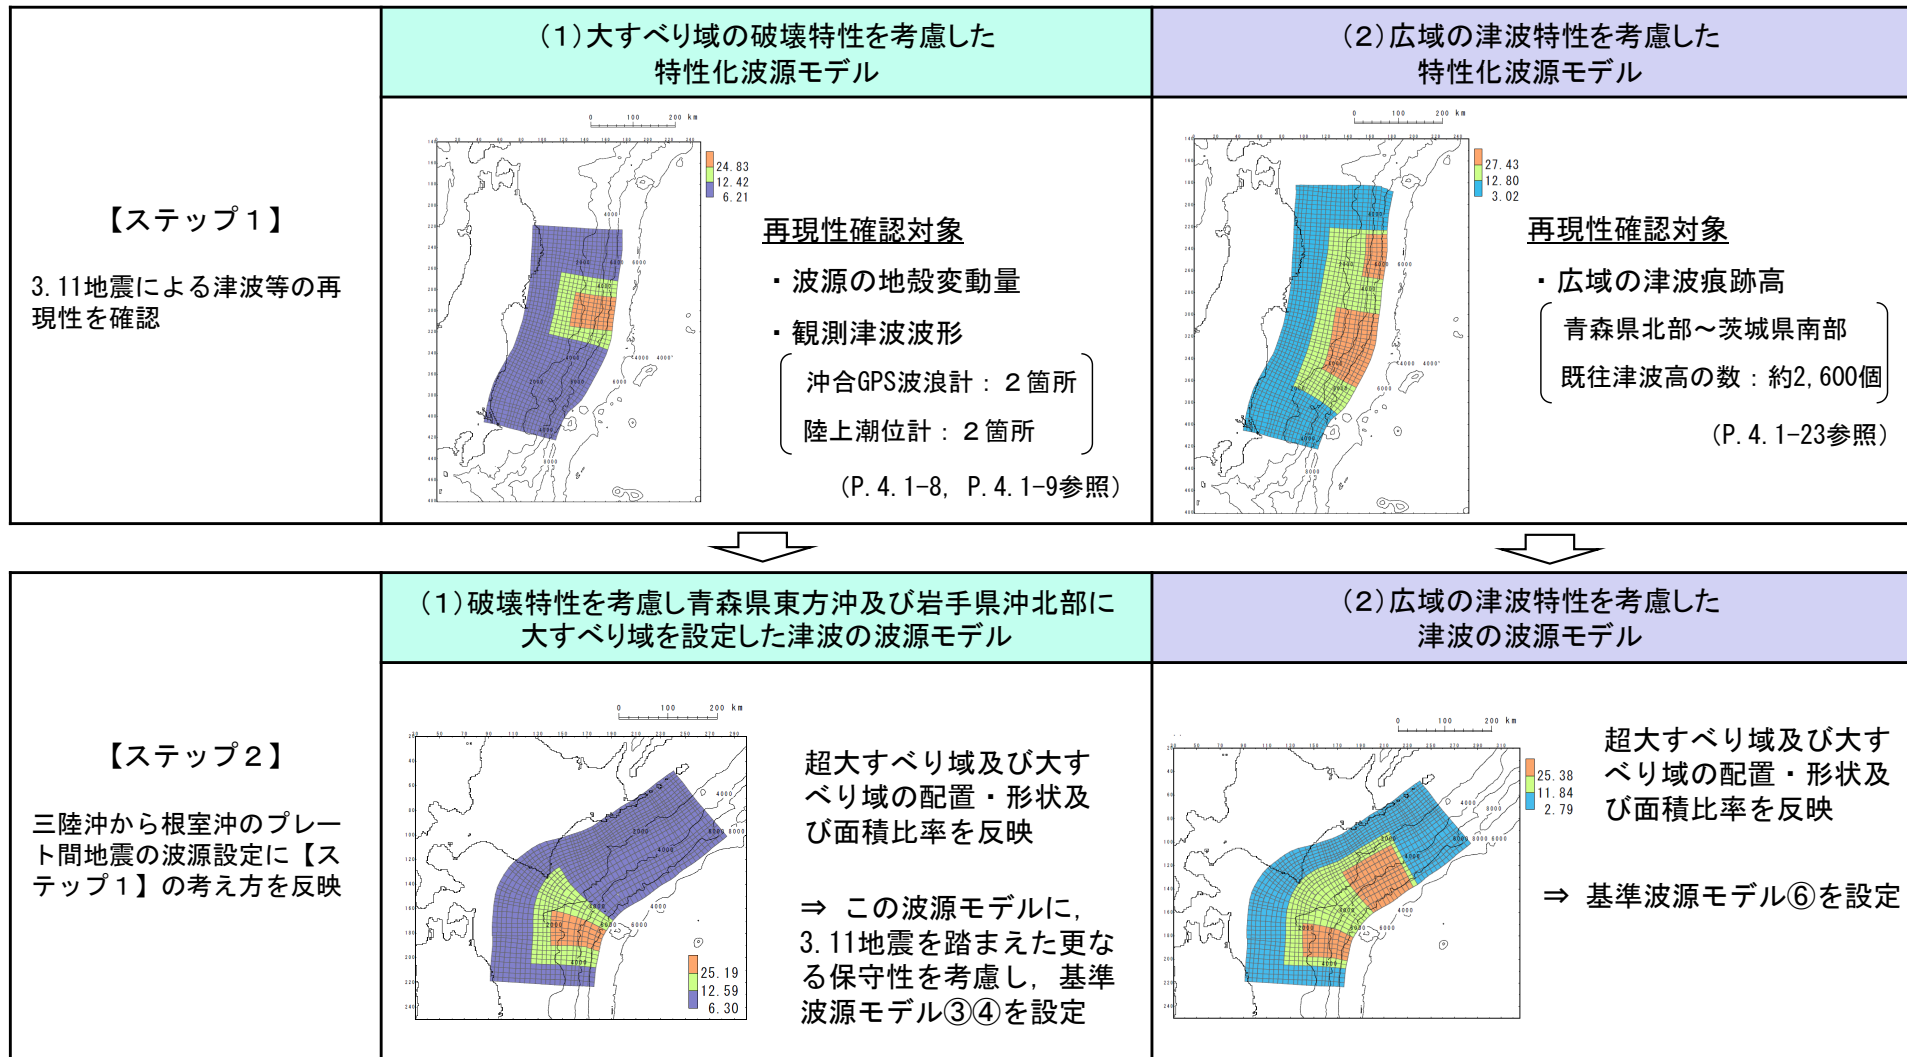 (1)大すべり域の破壊特性を考慮した
特性化波源モデル
(2)広域の津波特性を考慮した
特性化波源モデル
【ステップ1】
3.11地震による津波等の再
現性を確認
0 100 200 km
24.83
12.42
6.21
再現性確認対象
・波源の地殻変動量
・観測津波波形
沖合GPS波浪計：2箇所
陸上潮位計：2箇所
(P.4.1-8, P.4.1-9参照)
0 100 200 km
27.43
12.80
3.02
再現性確認対象
・広域の津波痕跡高
青森県北部～茨城県南部
既往津波高の数：約2,600個
(P.4.1-23参照)
(1)破壊特性を考慮し青森県東方沖及び岩手県沖北部に
大すべり域を設定した津波の波源モデル
(2)広域の津波特性を考慮した
津波の波源モデル
【ステップ2】
三陸沖から根室沖のプレー
ト間地震の波源設定に【ス
テップ1】の考え方を反映
0 100 200 km
25.19
12.59
6.30
超大すべり域及び大す
べり域の配置・形状及
び面積比率を反映
⇒ この波源モデルに，
3.11地震を踏まえた更な
る保守性を考慮し，基準
波源モデル③④を設定
0 100 200 km
25.38
11.84
2.79
超大すべり域及び大す
べり域の配置・形状及
び面積比率を反映
⇒ 基準波源モデル⑥を設定